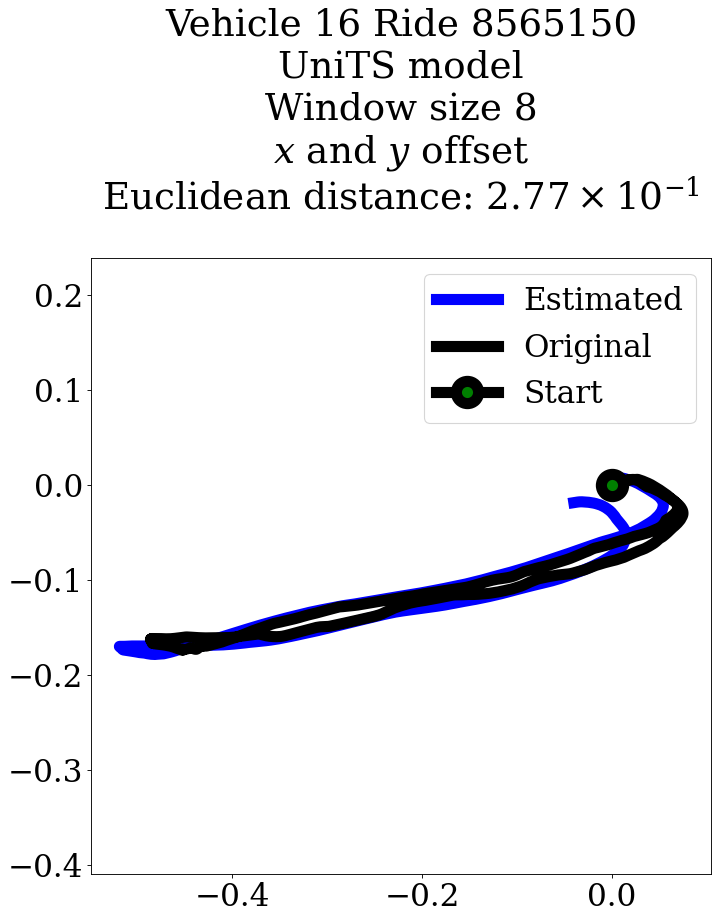 Vehicle 16 Ride 8565150
UniTS model
Window size 8
x and y offset
Euclidean distance: 2.77 × 10⁻¹
Estimated
Original
Start
0.2
0.1
0.0
−0.1
−0.2
−0.3
−0.4
−0.4 −0.2 0.0